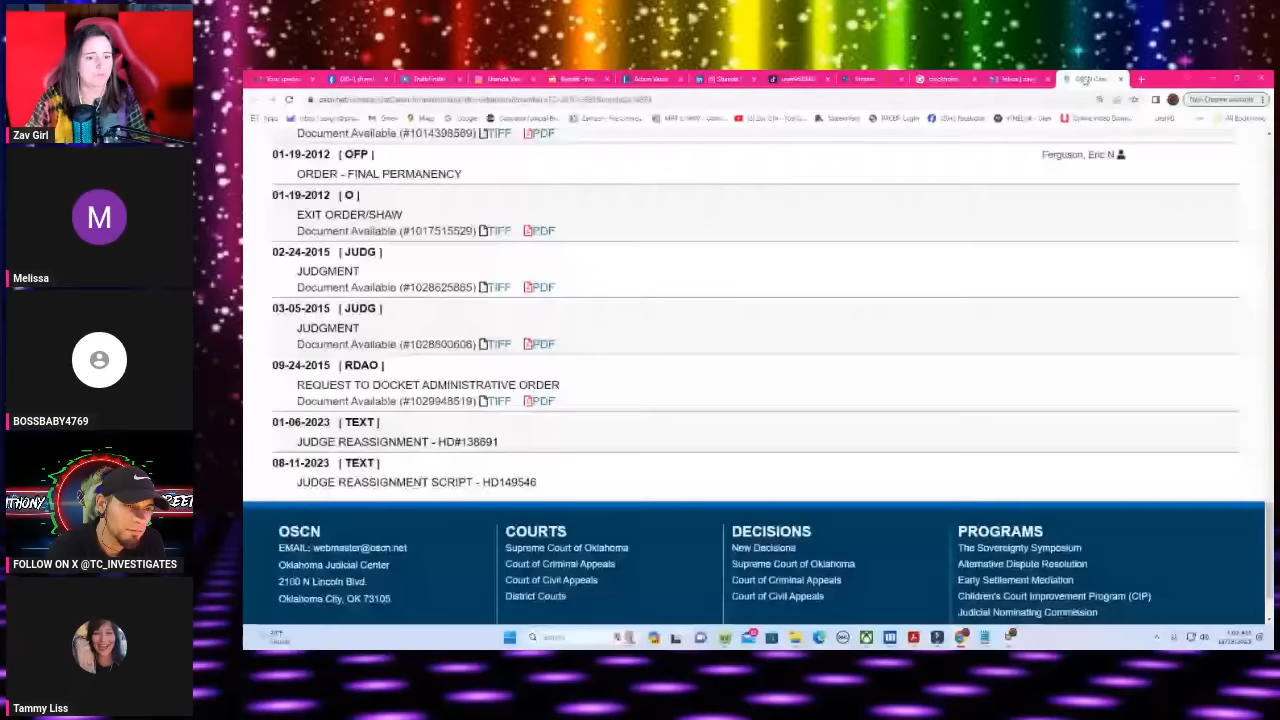 Zav Girl
M
Melissa
BOSSBABY4769
FOLLOW ON X @TC_INVESTIGATES
Tammy Liss
Document Available (#1014398589) TIFF PDF
01-19-2012 [ OFP ]
Ferguson, Eric N
ORDER - FINAL PERMANENCY
01-19-2012 [ O ]
EXIT ORDER/SHAW
Document Available (#1017515529) TIFF PDF
02-24-2015 [ JUDG ]
JUDGMENT
Document Available (#1028625885) TIFF PDF
03-05-2015 [ JUDG ]
JUDGMENT
Document Available (#1028800606) TIFF PDF
09-24-2015 [ RDAO ]
REQUEST TO DOCKET ADMINISTRATIVE ORDER
Document Available (#1029948519) TIFF PDF
01-06-2023 [ TEXT ]
JUDGE REASSIGNMENT - HD#138691
08-11-2023 [ TEXT ]
JUDGE REASSIGNMENT SCRIPT - HD149546
OSCN
EMAIL: webmaster@oscn.net
Oklahoma Judicial Center
2100 N Lincoln Blvd.
Oklahoma City, OK 73105
COURTS
Supreme Court of Oklahoma
Court of Criminal Appeals
Court of Civil Appeals
District Courts
DECISIONS
New Decisions
Supreme Court of Oklahoma
Court of Criminal Appeals
Court of Civil Appeals
PROGRAMS
The Sovereignty Symposium
Alternative Dispute Resolution
Early Settlement Mediation
Children's Court Improvement Program (CIP)
Judicial Nominating Commission